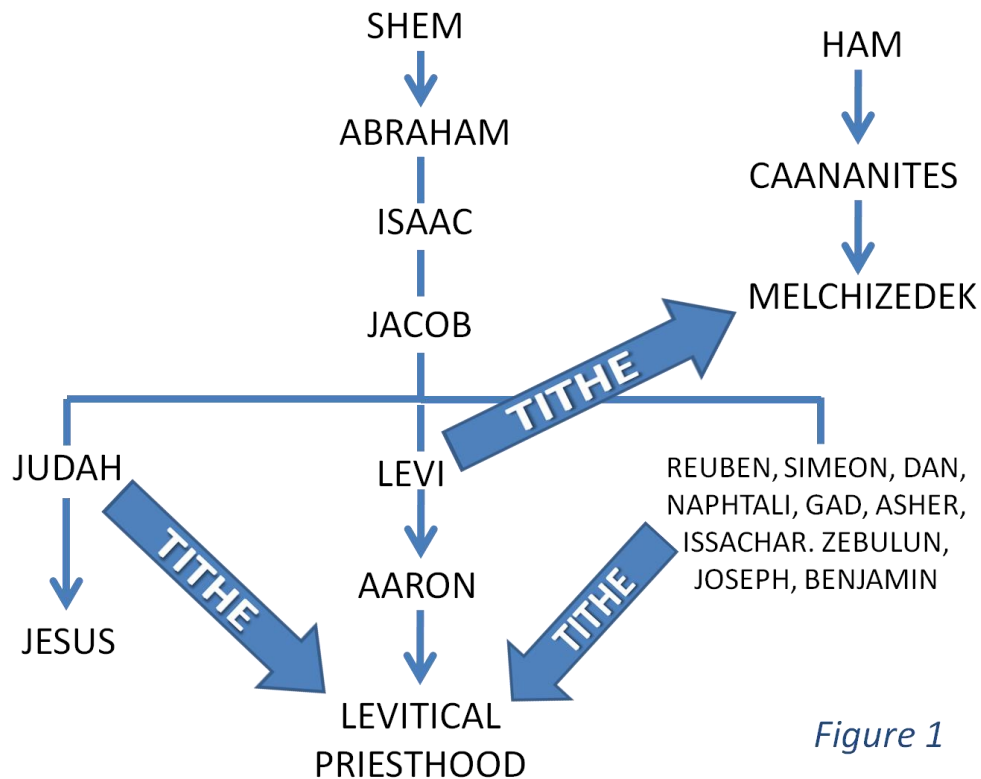 SHEM
HAM
ABRAHAM
CAANANITES
ISAAC
MELCHIZEDEK
JACOB
TITHE
JUDAH
LEVI
REUBEN, SIMEON, DAN,
NAPHTALI, GAD, ASHER,
ISSACHAR. ZEBULUN,
JOSEPH, BENJAMIN
TITHE
TITHE
AARON
JESUS
LEVITICAL
PRIESTHOOD
Figure 1